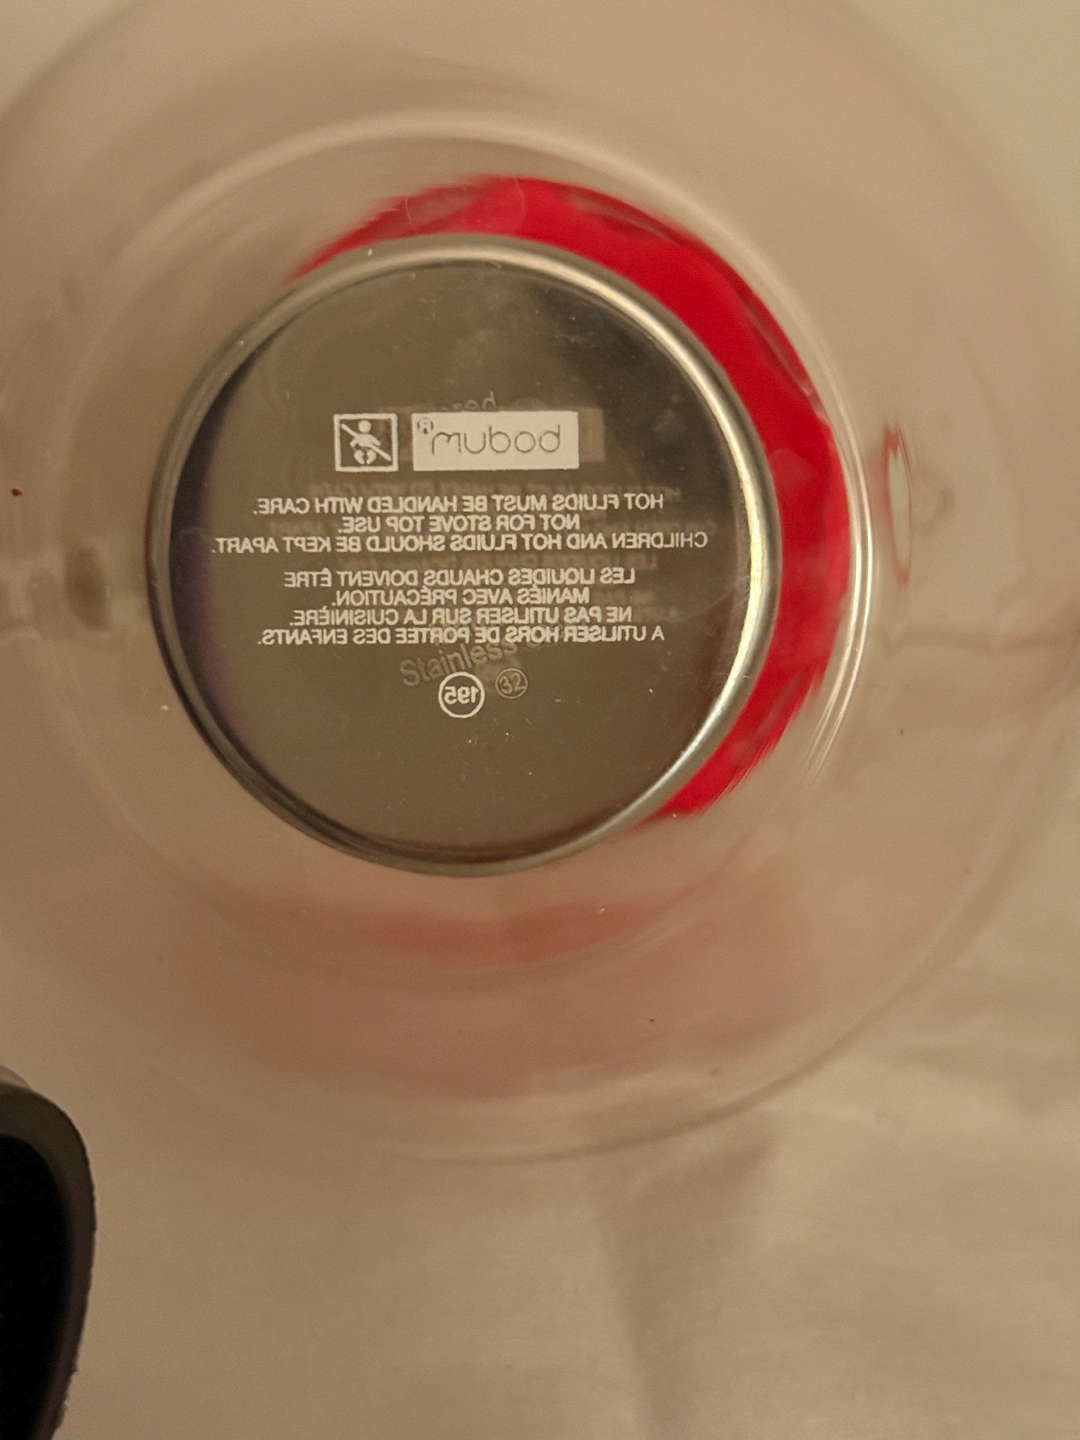 bodum®
HOT FLUIDS MUST BE HANDLED WITH CARE.
NOT FOR STOVE TOP USE.
CHILDREN AND HOT FLUIDS SHOULD BE KEPT APART.
LES LIQUIDES CHAUDS DOIVENT ÊTRE
MANIÉS AVEC PRÉCAUTION.
NE PAS UTILISER SUR LA CUISINIÈRE.
A UTILISER HORS DE PORTÉE DES ENFANTS.
Stainless
195
32